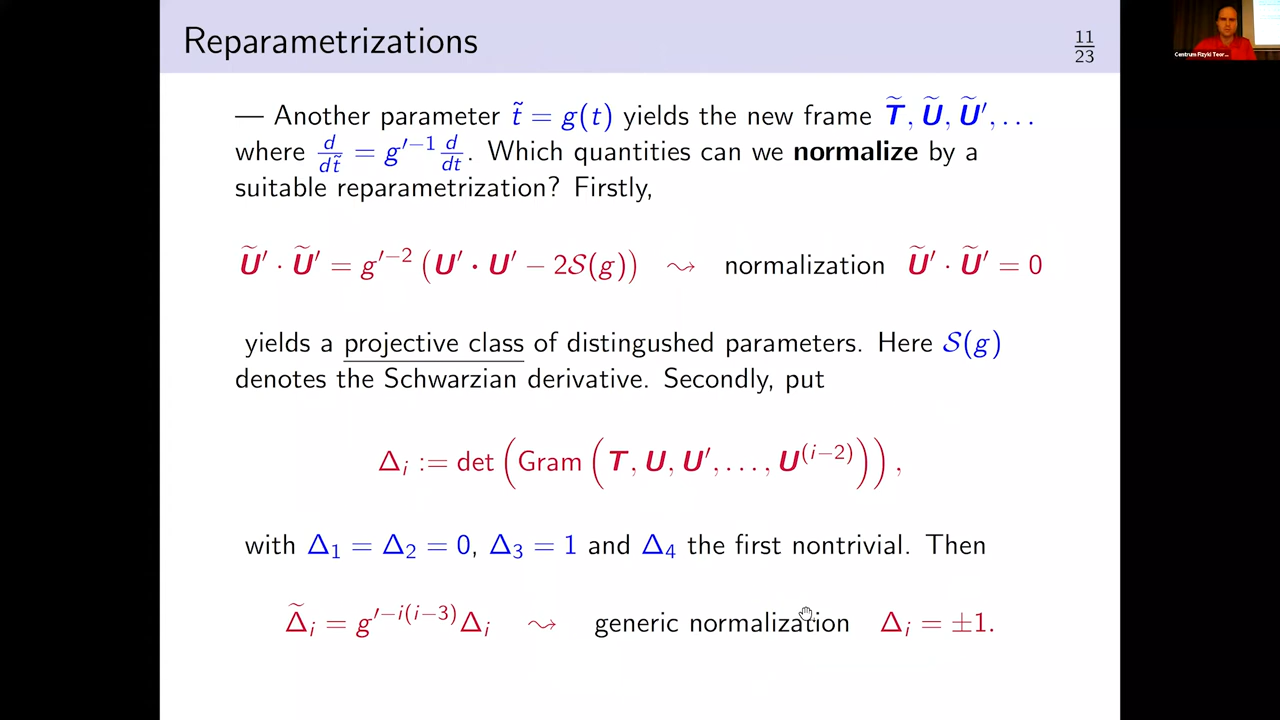 Reparametrizations
11/23
— Another parameter t̃ = g(t) yields the new frame T̃, Ũ, Ũ′, …
where d/dt̃ = g′⁻¹ d/dt. Which quantities can we normalize by a
suitable reparametrization? Firstly,
Ũ′ · Ũ′ = g′⁻² (U′ · U′ − 2𝒮(g)) ⤳ normalization Ũ′ · Ũ′ = 0
yields a projective class of distingushed parameters. Here 𝒮(g)
denotes the Schwarzian derivative. Secondly, put
Δᵢ := det(Gram(T, U, U′, …, U⁽ⁱ⁻²⁾)),
with Δ₁ = Δ₂ = 0, Δ₃ = 1 and Δ₄ the first nontrivial. Then
Δ̃ᵢ = g′^{−i(i−3)}Δᵢ ⤳ generic normalization Δᵢ = ±1.
Centrum Fizyki Teor...